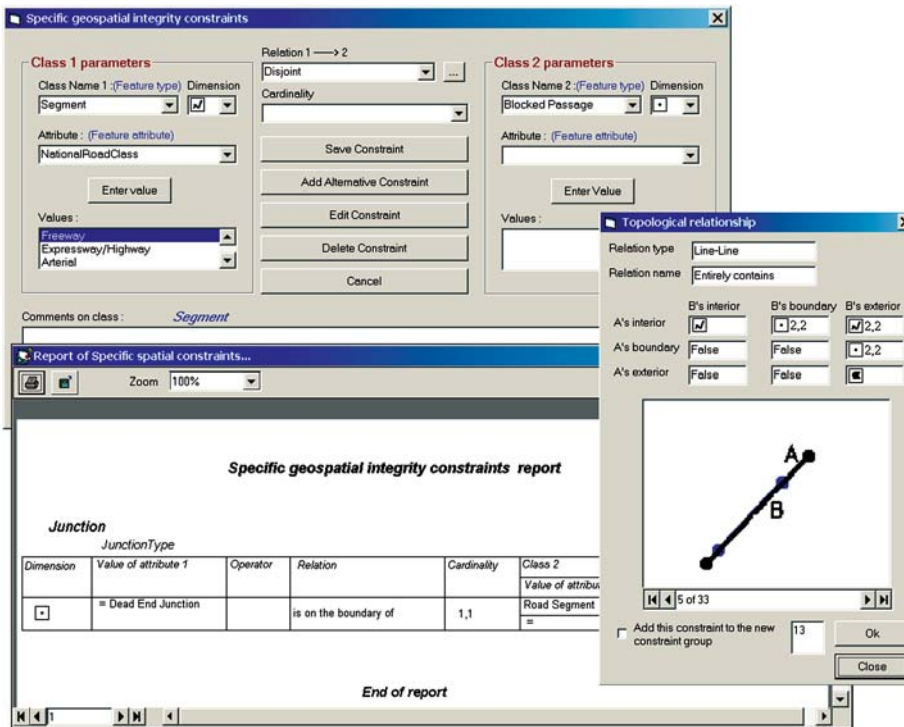 Specific geospatial integrity constraints
Class 1 parameters
Class Name 1 :(Feature type) Dimension
Segment
Attribute : (Feature attribute)
NationalRoadClass
Enter value
Values :
Freeway
Expressway/Highway
Arterial
Relation 1 ----> 2
Disjoint
...
Cardinality
Save Constraint
Add Alternative Constraint
Edit Constraint
Delete Constraint
Cancel
Class 2 parameters
Class Name 2 :(Feature type) Dimension
Blocked Passage
Attribute : (Feature attribute)
Enter Value
Values :
Comments on class : Segment
Topological relationship
Relation type Line-Line
Relation name Entirely contains
B's interior B's boundary B's exterior
A's interior 2,2 2,2
A's boundary False False 2,2
A's exterior False False
A
B
5 of 33
Add this constraint to the new
constraint group
13
Ok
Close
Report of Specific spatial constraints...
Zoom 100%
Specific geospatial integrity constraints report
Junction
JunctionType
Dimension Value of attribute 1 Operator Relation Cardinality Class 2
Value of attribu
= Dead End Junction is on the boundary of 1,1 Road Segment
=
End of report
1